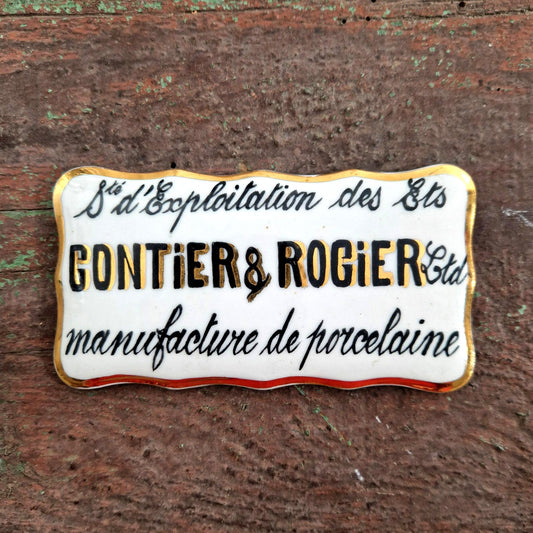 Sté d'Exploitation des Ets
GONTiER & ROGiER Ltd
manufacture de porcelaine